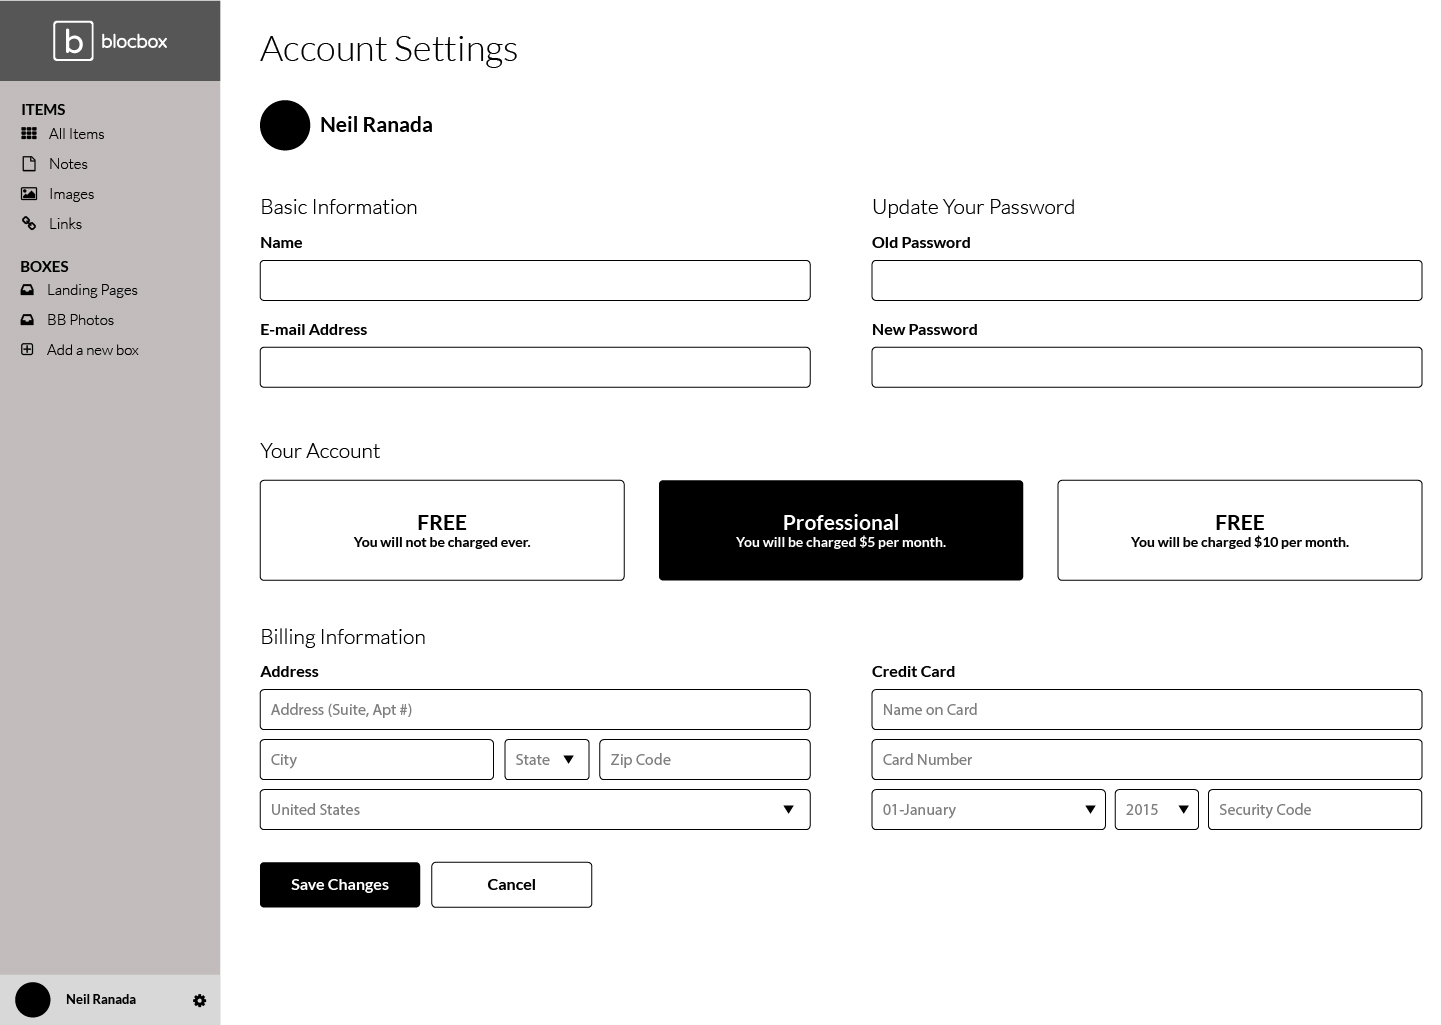 b blocbox
ITEMS
All Items
Notes
Images
Links
BOXES
Landing Pages
BB Photos
Add a new box
Neil Ranada
Account Settings
Neil Ranada
Basic Information
Name
E-mail Address
Update Your Password
Old Password
New Password
Your Account
FREE
You will not be charged ever.
Professional
You will be charged $5 per month.
FREE
You will be charged $10 per month.
Billing Information
Address
Address (Suite, Apt #)
City State Zip Code
United States
Credit Card
Name on Card
Card Number
01-January 2015 Security Code
Save Changes Cancel